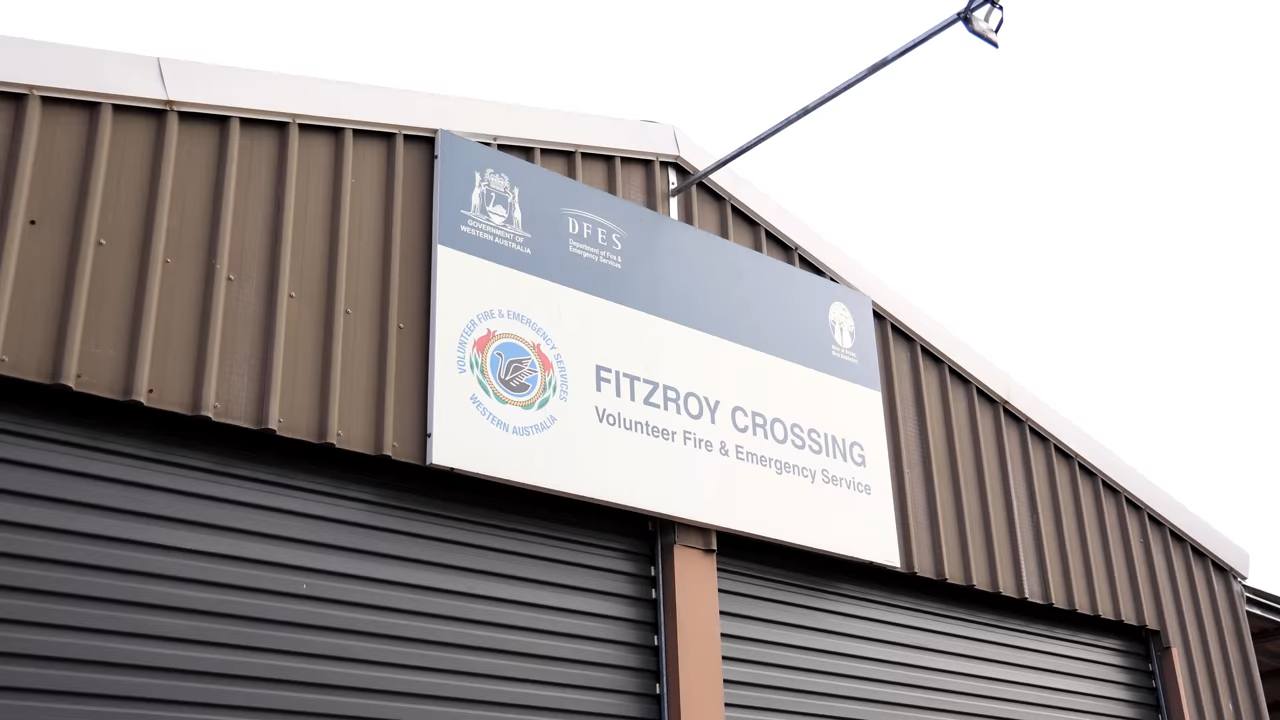 GOVERNMENT OF
WESTERN AUSTRALIA
DFES
Department of Fire &
Emergency Services
VOLUNTEER FIRE & EMERGENCY SERVICES
WESTERN AUSTRALIA
FITZROY CROSSING
Volunteer Fire & Emergency Service